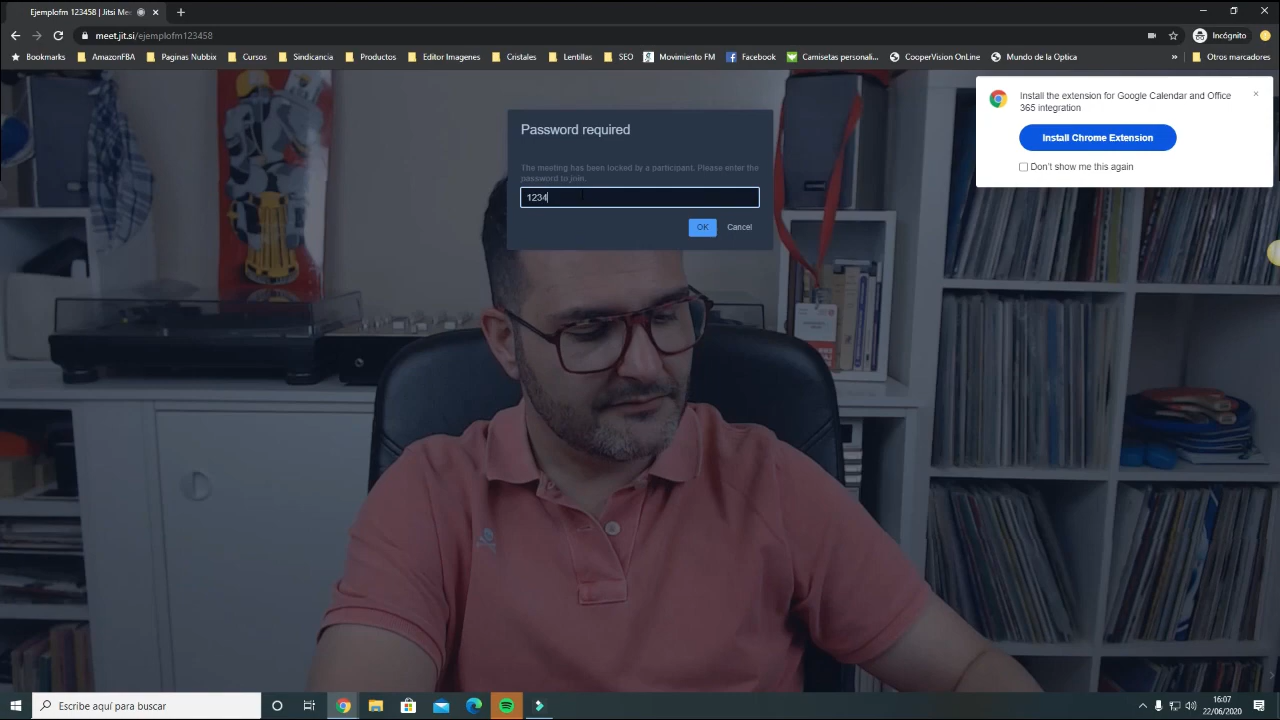 Ejemplofm 123458 | Jitsi Mee
meet.jit.si/ejemplofm123458
Incógnito
Bookmarks AmazonFBA Paginas Nubbix Cursos Sindicancia Productos Editor Imagenes Cristales Lentillas SEO Movimiento FM Facebook Camisetas personali... CooperVision OnLine Mundo de la Optica » Otros marcadores
Install the extension for Google Calendar and Office
365 integration
Install Chrome Extension
Don't show me this again
Password required
The meeting has been locked by a participant. Please enter the
password to join.
1234
OK Cancel
Escribe aquí para buscar
16:07
22/06/2020